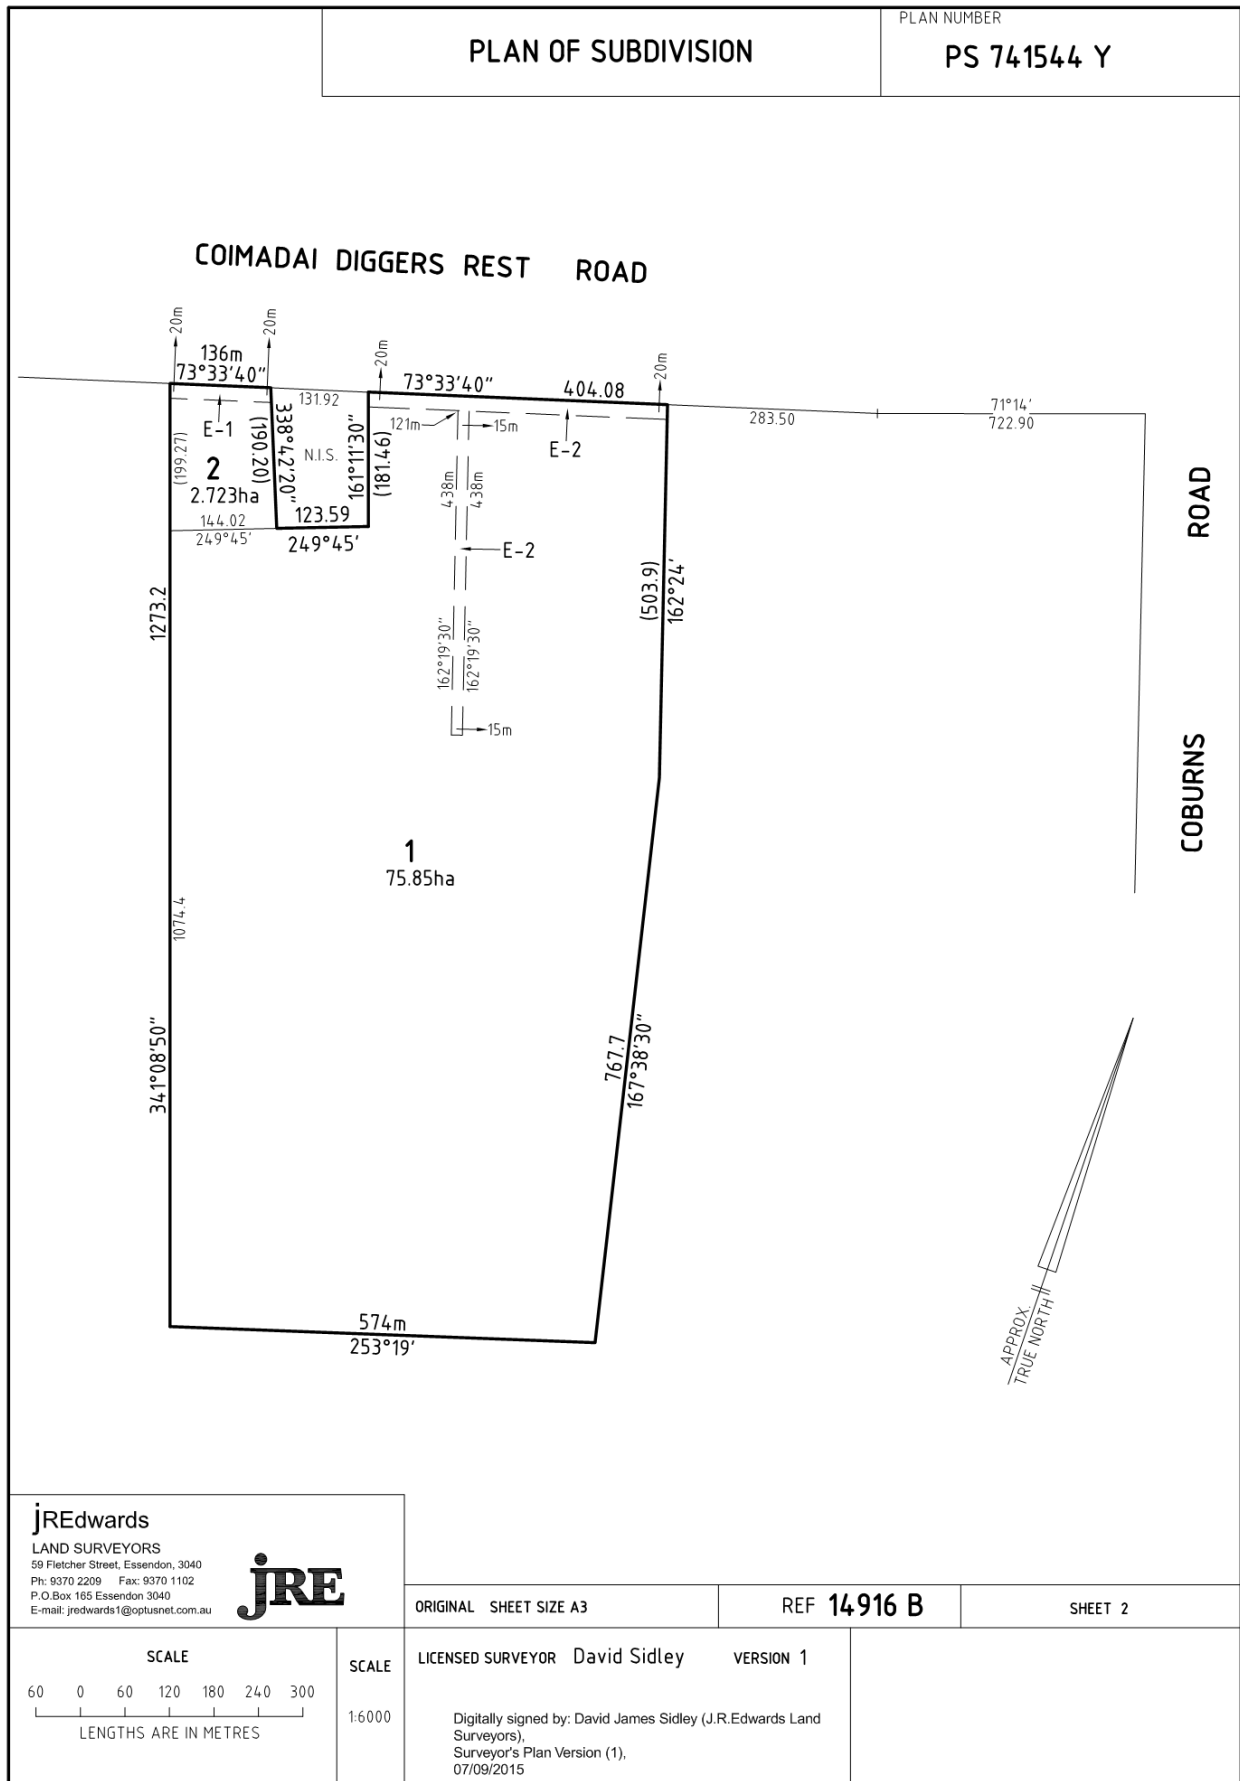 PLAN OF SUBDIVISION
PLAN NUMBER
PS 741544 Y
COIMADAI DIGGERS REST ROAD
20m
20m
20m
20m
136m
73°33'40"
131.92
73°33'40"
404.08
283.50
71°14'
722.90
E-1
(199.27)
2
2.723ha
144.02
249°45'
(190.20)
338°42'20"
N.I.S.
123.59
249°45'
161°11'30"
(181.46)
121m
15m
E-2
438m
438m
E-2
162°19'30"
162°19'30"
15m
(503.9)
162°24'
ROAD
COBURNS
1273.2
1
75.85ha
1074.4
341°08'50"
767.7
167°38'30"
574m
253°19'
APPROX.
TRUE NORTH
jREdwards
LAND SURVEYORS
59 Fletcher Street, Essendon, 3040
Ph: 9370 2209 Fax: 9370 1102
P.O.Box 165 Essendon 3040
E-mail: jredwards1@optusnet.com.au
jRE
ORIGINAL SHEET SIZE A3
REF 14916 B
SHEET 2
SCALE
60 0 60 120 180 240 300
LENGTHS ARE IN METRES
SCALE
1:6000
LICENSED SURVEYOR David Sidley VERSION 1
Digitally signed by: David James Sidley (J.R.Edwards Land
Surveyors),
Surveyor's Plan Version (1),
07/09/2015